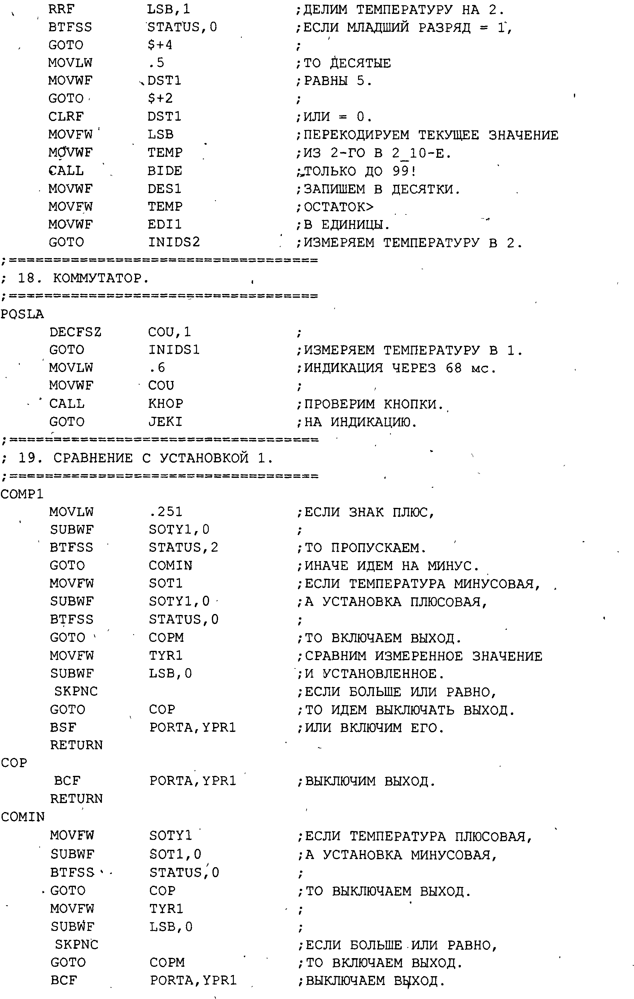 RRF LSB,1 ;ДЕЛИМ ТЕМПЕРАТУРУ НА 2.
BTFSS STATUS,0 ;ЕСЛИ МЛАДШИЙ РАЗРЯД = 1,
GOTO $+4 ;
MOVLW .5 ;ТО ДЕСЯТЫЕ
MOVWF DST1 ;РАВНЫ 5.
GOTO $+2 ;
CLRF DST1 ;ИЛИ = 0.
MOVFW LSB ;ПЕРЕКОДИРУЕМ ТЕКУЩЕЕ ЗНАЧЕНИЕ
MOVWF TEMP ;ИЗ 2-ГО В 2_10-Е.
CALL BIDE ;ТОЛЬКО ДО 99!
MOVWF DES1 ;ЗАПИШЕМ В ДЕСЯТКИ.
MOVFW TEMP ;ОСТАТОК>
MOVWF EDI1 ;В ЕДИНИЦЫ.
GOTO INIDS2 ;ИЗМЕРЯЕМ ТЕМПЕРАТУРУ В 2.
;===================================
; 18. КОММУТАТОР.
;===================================
POSLA
DECFSZ COU,1 ;
GOTO INIDS1 ;ИЗМЕРЯЕМ ТЕМПЕРАТУРУ В 1.
MOVLW .6 ;ИНДИКАЦИЯ ЧЕРЕЗ 68 мс.
MOVWF COU ;
CALL KHOP ;ПРОВЕРИМ КНОПКИ.
GOTO JEKI ;НА ИНДИКАЦИЮ.
;===================================
; 19. СРАВНЕНИЕ С УСТАНОВКОЙ 1.
;===================================
COMP1
MOVLW .251 ;ЕСЛИ ЗНАК ПЛЮС,
SUBWF SOTY1,0 ;
BTFSS STATUS,2 ;ТО ПРОПУСКАЕМ.
GOTO COMIN ;ИНАЧЕ ИДЕМ НА МИНУС.
MOVFW SOT1 ;ЕСЛИ ТЕМПЕРАТУРА МИНУСОВАЯ,
SUBWF SOTY1,0 ;А УСТАНОВКА ПЛЮСОВАЯ,
BTFSS STATUS,0 ;
GOTO COPM ;ТО ВКЛЮЧАЕМ ВЫХОД.
MOVFW TYR1 ;СРАВНИМ ИЗМЕРЕННОЕ ЗНАЧЕНИЕ
SUBWF LSB,0 ;И УСТАНОВЛЕННОЕ.
SKPNC ;ЕСЛИ БОЛЬШЕ ИЛИ РАВНО,
GOTO COP ;ТО ИДЕМ ВЫКЛЮЧАТЬ ВЫХОД.
BSF PORTA,YPR1 ;ИЛИ ВКЛЮЧИМ ЕГО.
RETURN
COP
BCF PORTA,YPR1 ;ВЫКЛЮЧИМ ВЫХОД.
RETURN
COMIN
MOVFW SOTY1 ;ЕСЛИ ТЕМПЕРАТУРА ПЛЮСОВАЯ,
SUBWF SOT1,0 ;А УСТАНОВКА МИНУСОВАЯ,
BTFSS STATUS,0 ;
GOTO COP ;ТО ВЫКЛЮЧАЕМ ВЫХОД.
MOVFW TYR1 ;
SUBWF LSB,0 ;
SKPNC ;ЕСЛИ БОЛЬШЕ ИЛИ РАВНО,
GOTO COPM ;ТО ВКЛЮЧАЕМ ВЫХОД.
BCF PORTA,YPR1 ;ВЫКЛЮЧАЕМ ВЫХОД.